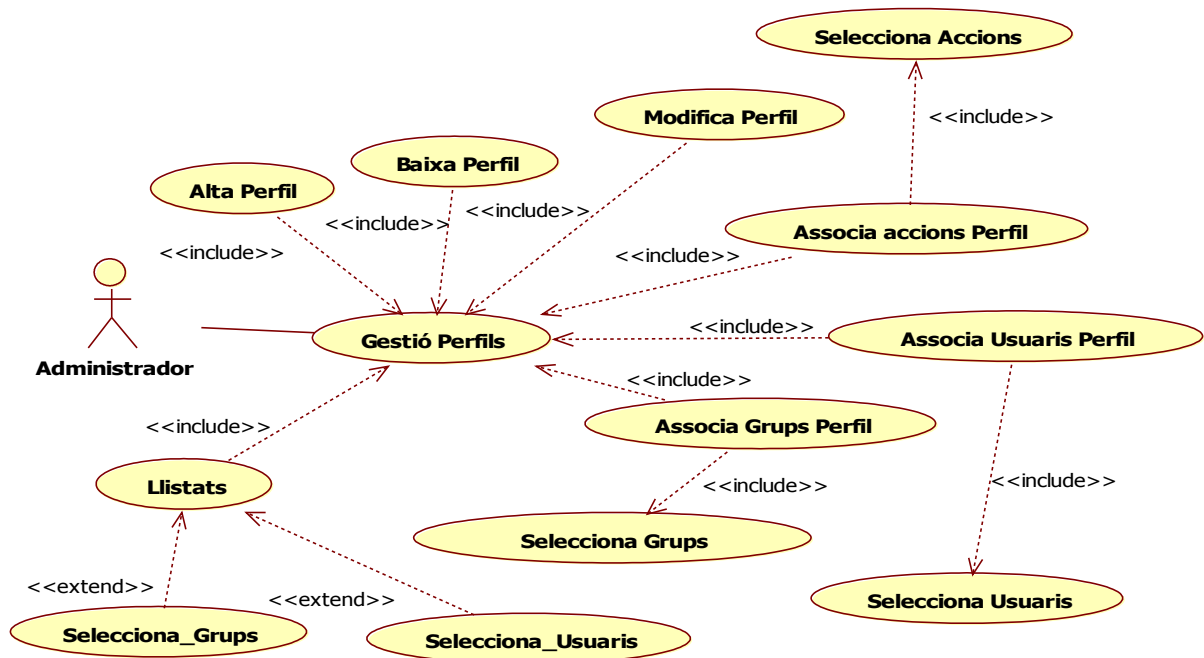 Selecciona Accions
Modifica Perfil
<<include>>
Baixa Perfil
Alta Perfil
<<include>>
<<include>>
Associa accions Perfil
<<include>>
<<include>>
<<include>>
Gestió Perfils
Associa Usuaris Perfil
Administrador
<<include>>
<<include>>
Associa Grups Perfil
Llistats
<<include>>
<<include>>
Selecciona Grups
<<extend>>
<<extend>>
Selecciona Usuaris
Selecciona_Grups
Selecciona_Usuaris